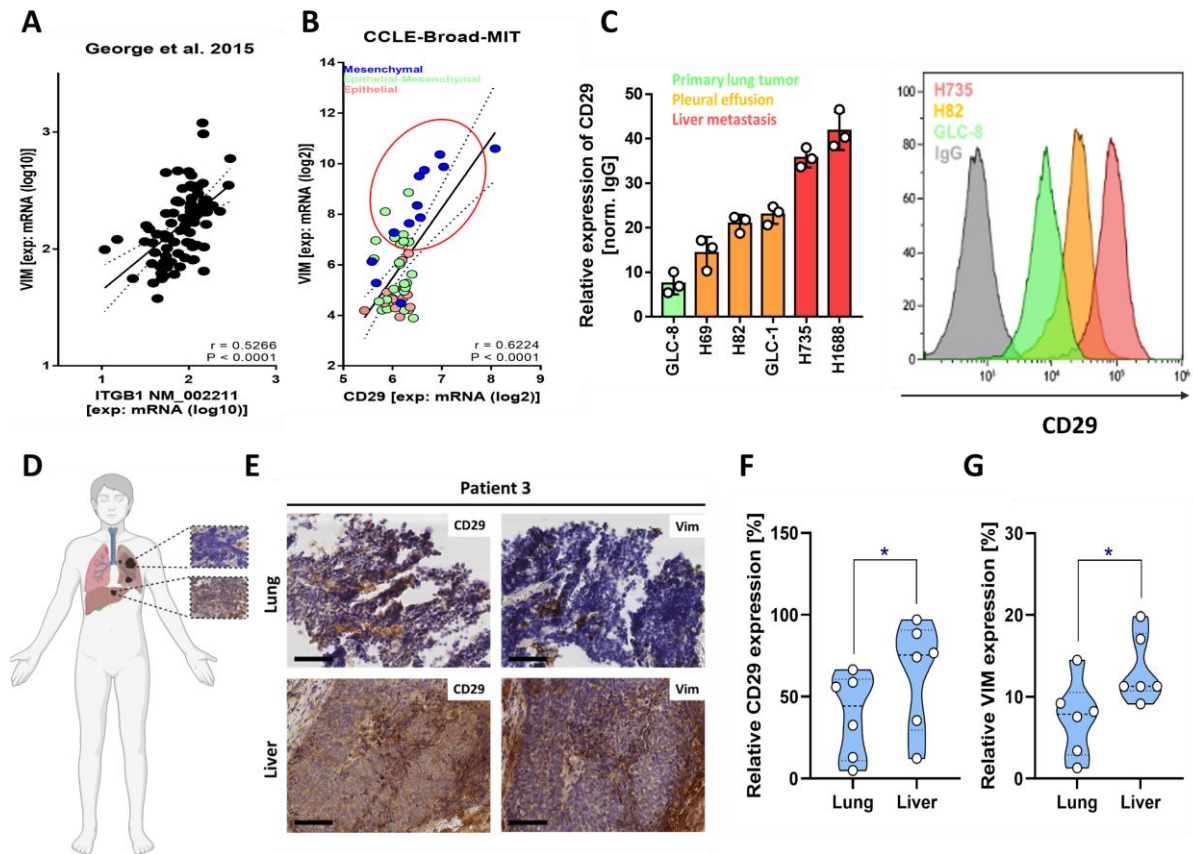 A
George et al. 2015
VIM [exp: mRNA (log10)]
3
2
1
1
2
3
r = 0.5266
P < 0.0001
ITGB1 NM_002211
[exp: mRNA (log10)]
B
CCLE-Broad-MIT
Mesenchymal
Epithelial-Mesenchymal
Epithelial
VIM [exp: mRNA (log2)]
14
12
10
8
6
4
2
5
6
7
8
9
r = 0.6224
P < 0.0001
CD29 [exp: mRNA (log2)]
C
Primary lung tumor
Pleural effusion
Liver metastasis
Relative expression of CD29
[norm. IgG]
50
40
30
20
10
0
GLC-8
H69
H82
GLC-1
H735
H1688
H735
H82
GLC-8
IgG
100
80
60
40
20
0
10³
10⁴
10⁵
10⁶
CD29
D
E
Patient 3
CD29
Vim
Lung
CD29
Vim
Liver
F
Relative CD29 expression [%]
150
100
50
0
*
Lung
Liver
G
Relative VIM expression [%]
30
20
10
0
*
Lung
Liver